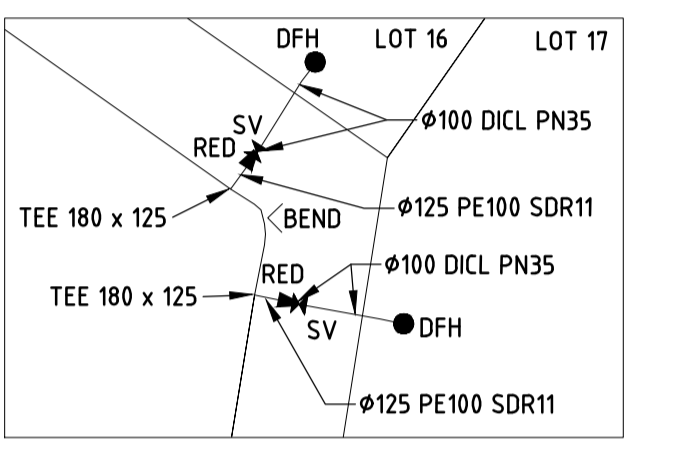 DFH
LOT 16
LOT 17
Φ100 DICL PN35
SV
RED
Φ125 PE100 SDR11
TEE 180 x 125
BEND
RED
Φ100 DICL PN35
TEE 180 x 125
SV
DFH
Φ125 PE100 SDR11